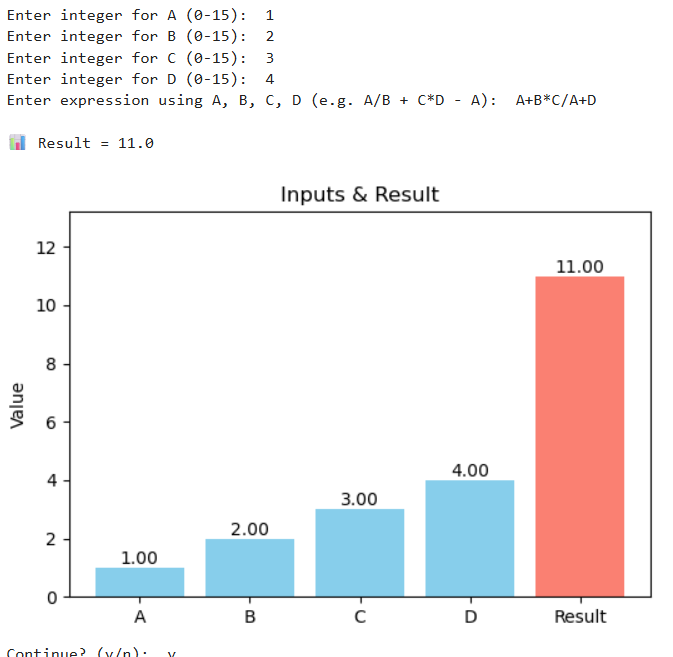 Enter integer for A (0-15):  1
Enter integer for B (0-15):  2
Enter integer for C (0-15):  3
Enter integer for D (0-15):  4
Enter expression using A, B, C, D (e.g. A/B + C*D - A):  A+B*C/A+D
Result = 11.0
Inputs & Result
12
10
8
6
4
2
0
Value
1.00
2.00
3.00
4.00
11.00
A B C D Result
Continue? (y/n):  y